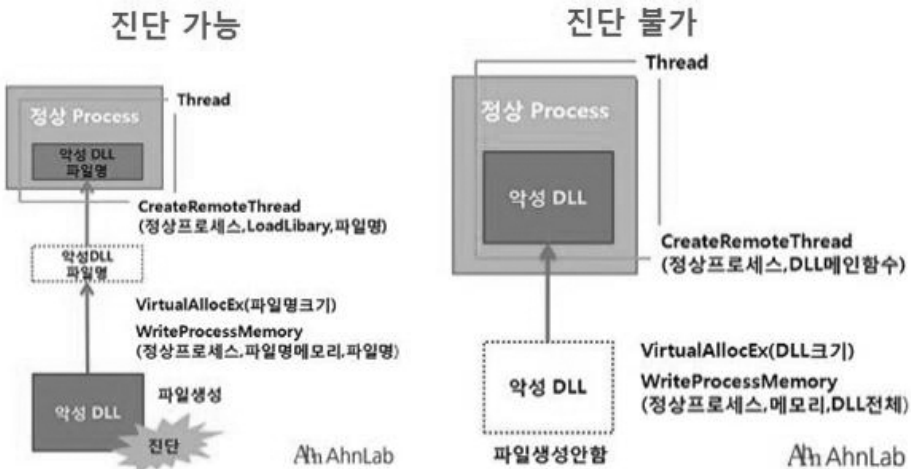 진단 가능
Thread
정상 Process
악성 DLL
파일명
CreateRemoteThread
(정상프로세스,LoadLibary,파일명)
악성DLL
파일명
VirtualAllocEx(파일명크기)
WriteProcessMemory
(정상프로세스,파일명메모리,파일명)
악성 DLL
파일생성
진단
Ahn AhnLab
진단 불가
Thread
정상 Process
악성 DLL
CreateRemoteThread
(정상프로세스,DLL메인함수)
악성 DLL
VirtualAllocEx(DLL크기)
WriteProcessMemory
(정상프로세스,메모리,DLL전체)
파일생성안함
Ahn AhnLab